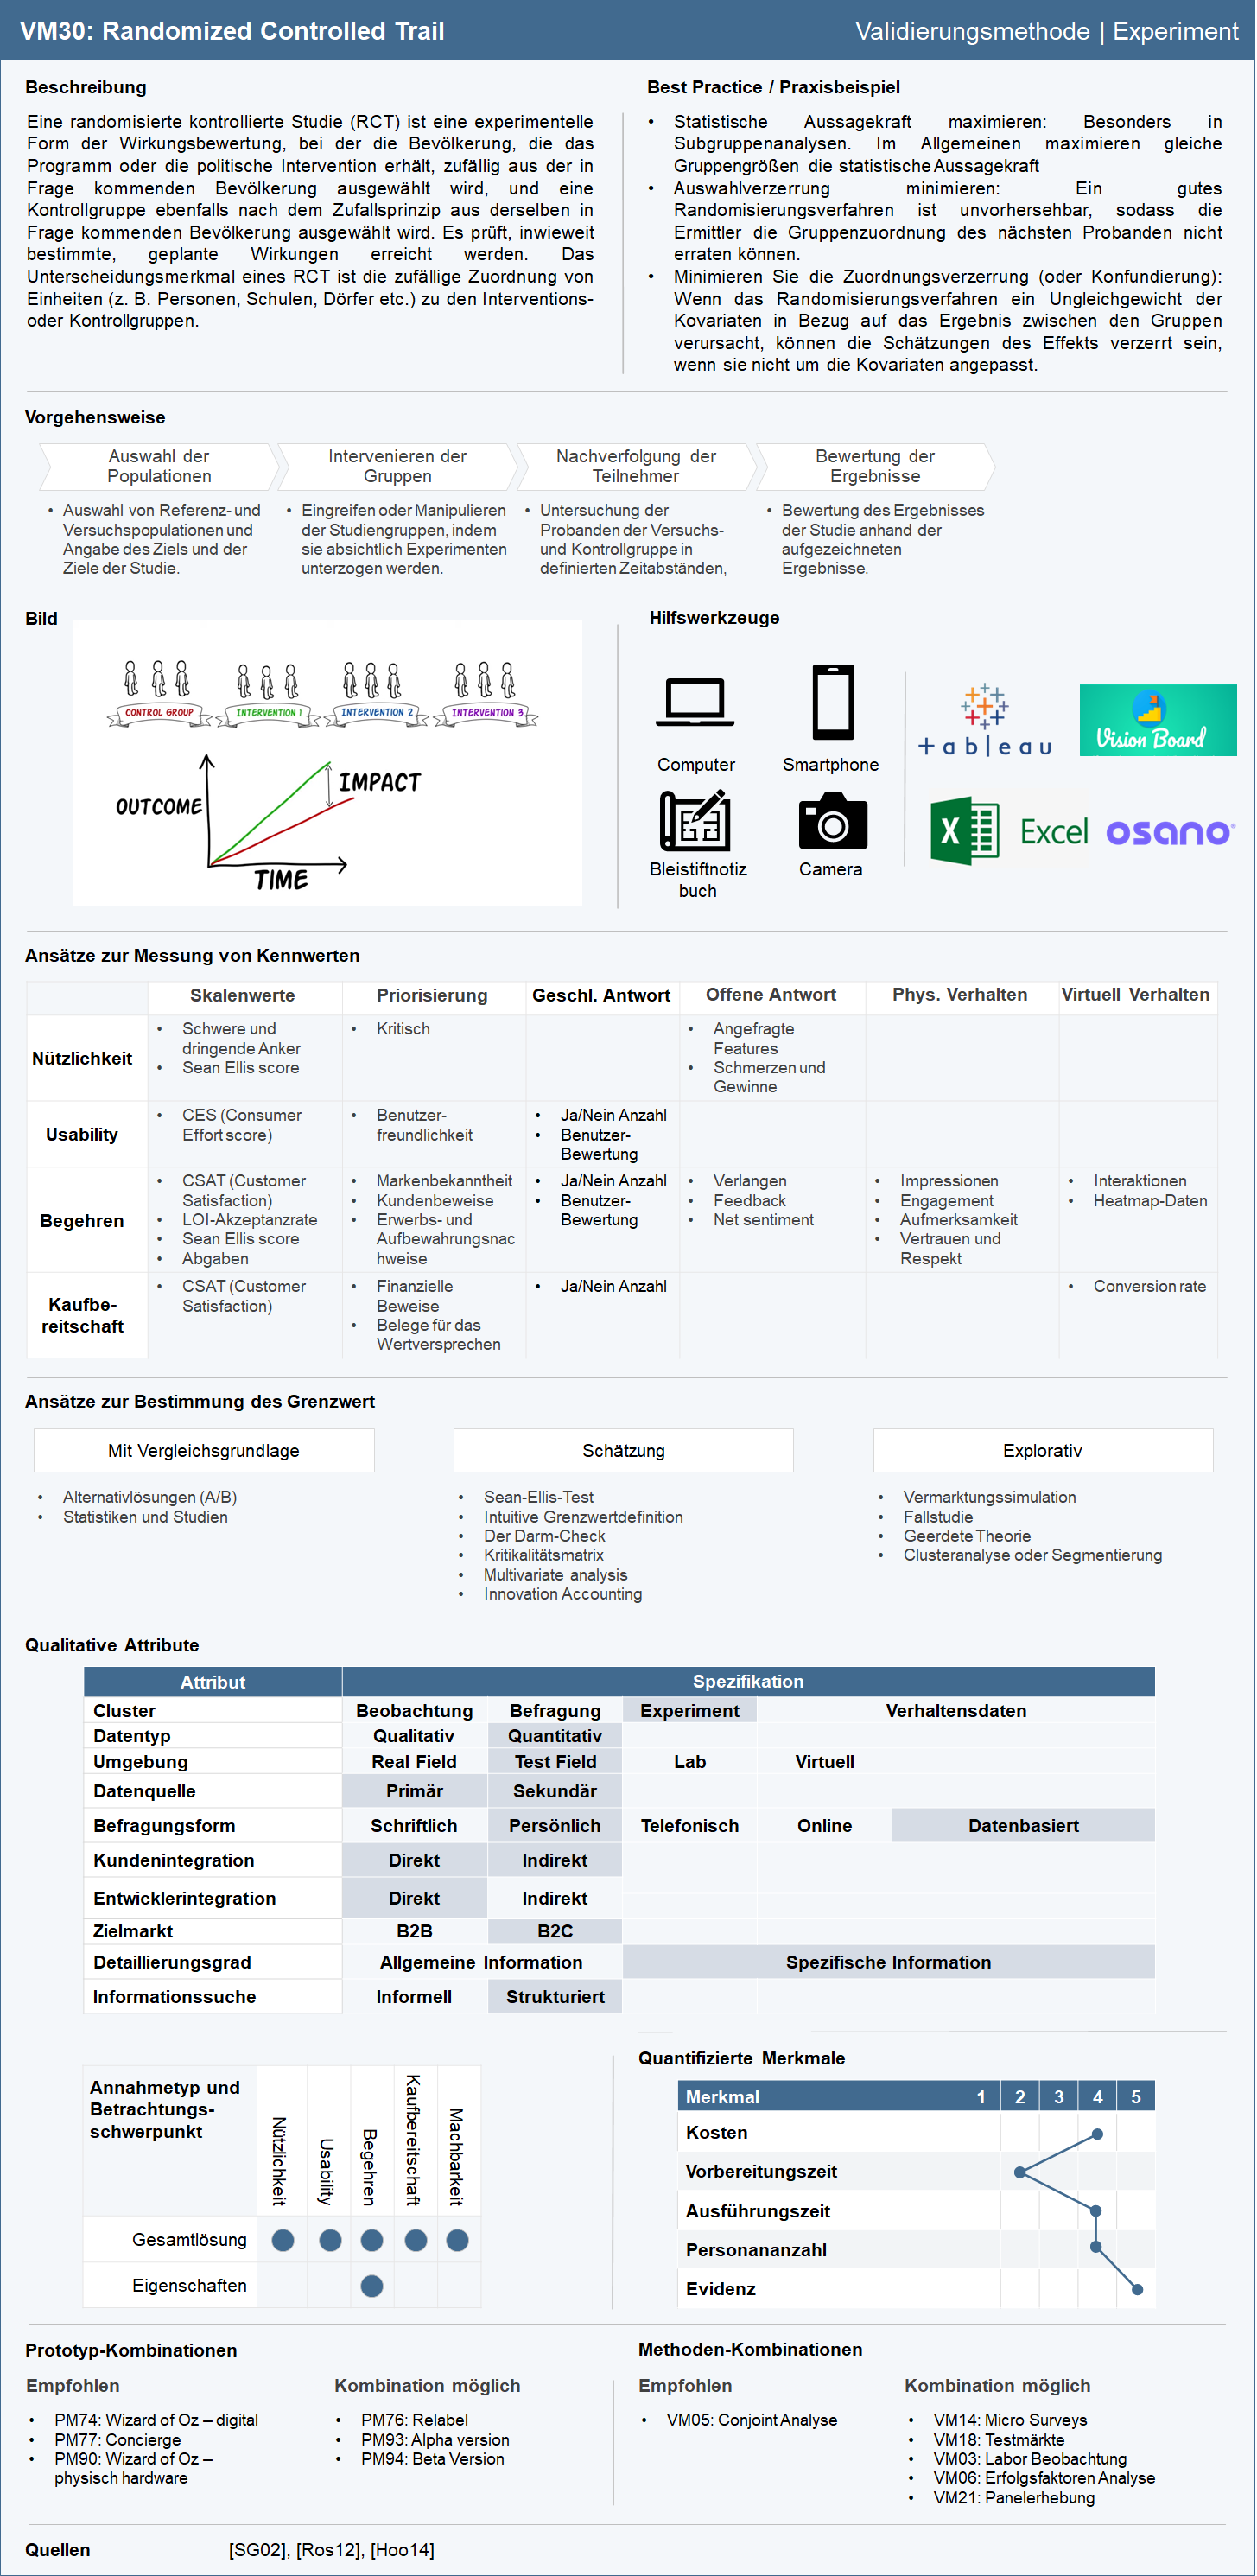 VM30: Randomized Controlled Trail
Validierungsmethode | Experiment
Beschreibung
Eine randomisierte kontrollierte Studie (RCT) ist eine experimentelle
Form der Wirkungsbewertung, bei der die Bevölkerung, die das
Programm oder die politische Intervention erhält, zufällig aus der in
Frage kommenden Bevölkerung ausgewählt wird, und eine
Kontrollgruppe ebenfalls nach dem Zufallsprinzip aus derselben in
Frage kommenden Bevölkerung ausgewählt wird. Es prüft, inwieweit
bestimmte, geplante Wirkungen erreicht werden. Das
Unterscheidungsmerkmal eines RCT ist die zufällige Zuordnung von
Einheiten (z. B. Personen, Schulen, Dörfer etc.) zu den Interventions-
oder Kontrollgruppen.
Best Practice / Praxisbeispiel
• Statistische Aussagekraft maximieren: Besonders in
Subgruppenanalysen. Im Allgemeinen maximieren gleiche
Gruppengrößen die statistische Aussagekraft
• Auswahlverzerrung minimieren: Ein gutes
Randomisierungsverfahren ist unvorhersehbar, sodass die
Ermittler die Gruppenzuordnung des nächsten Probanden nicht
erraten können.
• Minimieren Sie die Zuordnungsverzerrung (oder Konfundierung):
Wenn das Randomisierungsverfahren ein Ungleichgewicht der
Kovariaten in Bezug auf das Ergebnis zwischen den Gruppen
verursacht, können die Schätzungen des Effekts verzerrt sein,
wenn sie nicht um die Kovariaten angepasst.
Vorgehensweise
Auswahl der
Populationen
• Auswahl von Referenz- und
Versuchspopulationen und
Angabe des Ziels und der
Ziele der Studie.
Intervenieren der
Gruppen
• Eingreifen oder Manipulieren
der Studiengruppen, indem
sie absichtlich Experimenten
unterzogen werden.
Nachverfolgung der
Teilnehmer
• Untersuchung der
Probanden der Versuchs-
und Kontrollgruppe in
definierten Zeitabständen,
Bewertung der
Ergebnisse
• Bewertung des Ergebnisses
der Studie anhand der
aufgezeichneten
Ergebnisse.
Bild
CONTROL GROUP
INTERVENTION 1
INTERVENTION 2
INTERVENTION 3
OUTCOME
IMPACT
TIME
Hilfswerkzeuge
Computer
Smartphone
Bleistiftnotiz
buch
Camera
+ableau
Vision Board
X Excel
osano®
Ansätze zur Messung von Kennwerten
Skalenwerte Priorisierung Geschl. Antwort Offene Antwort Phys. Verhalten Virtuell Verhalten
Nützlichkeit
• Schwere und
dringende Anker
• Sean Ellis score
• Kritisch
• Angefragte
Features
• Schmerzen und
Gewinne
Usability
• CES (Consumer
Effort score)
• Benutzer-
freundlichkeit
• Ja/Nein Anzahl
• Benutzer-
Bewertung
Begehren
• CSAT (Customer
Satisfaction)
• LOI-Akzeptanzrate
• Sean Ellis score
• Abgaben
• Markenbekanntheit
• Kundenbeweise
• Erwerbs- und
Aufbewahrungsnac
hweise
• Ja/Nein Anzahl
• Benutzer-
Bewertung
• Verlangen
• Feedback
• Net sentiment
• Impressionen
• Engagement
• Aufmerksamkeit
• Vertrauen und
Respekt
• Interaktionen
• Heatmap-Daten
Kaufbe-
reitschaft
• CSAT (Customer
Satisfaction)
• Finanzielle
Beweise
• Belege für das
Wertversprechen
• Ja/Nein Anzahl
• Conversion rate
Ansätze zur Bestimmung des Grenzwert
Mit Vergleichsgrundlage
• Alternativlösungen (A/B)
• Statistiken und Studien
Schätzung
• Sean-Ellis-Test
• Intuitive Grenzwertdefinition
• Der Darm-Check
• Kritikalitätsmatrix
• Multivariate analysis
• Innovation Accounting
Explorativ
• Vermarktungssimulation
• Fallstudie
• Geerdete Theorie
• Clusteranalyse oder Segmentierung
Qualitative Attribute
Attribut Spezifikation
Cluster Beobachtung Befragung Experiment Verhaltensdaten
Datentyp Qualitativ Quantitativ
Umgebung Real Field Test Field Lab Virtuell
Datenquelle Primär Sekundär
Befragungsform Schriftlich Persönlich Telefonisch Online Datenbasiert
Kundenintegration Direkt Indirekt
Entwicklerintegration Direkt Indirekt
Zielmarkt B2B B2C
Detaillierungsgrad Allgemeine Information Spezifische Information
Informationssuche Informell Strukturiert
Annahmetyp und
Betrachtungs-
schwerpunkt
Nützlichkeit
Usability
Begehren
Kaufbereitschaft
Machbarkeit
Gesamtlösung
Eigenschaften
Quantifizierte Merkmale
Merkmal 1 2 3 4 5
Kosten
Vorbereitungszeit
Ausführungszeit
Personananzahl
Evidenz
Prototyp-Kombinationen
Empfohlen
• PM74: Wizard of Oz – digital
• PM77: Concierge
• PM90: Wizard of Oz –
physisch hardware
Kombination möglich
• PM76: Relabel
• PM93: Alpha version
• PM94: Beta Version
Methoden-Kombinationen
Empfohlen
• VM05: Conjoint Analyse
Kombination möglich
• VM14: Micro Surveys
• VM18: Testmärkte
• VM03: Labor Beobachtung
• VM06: Erfolgsfaktoren Analyse
• VM21: Panelerhebung
Quellen [SG02], [Ros12], [Hoo14]